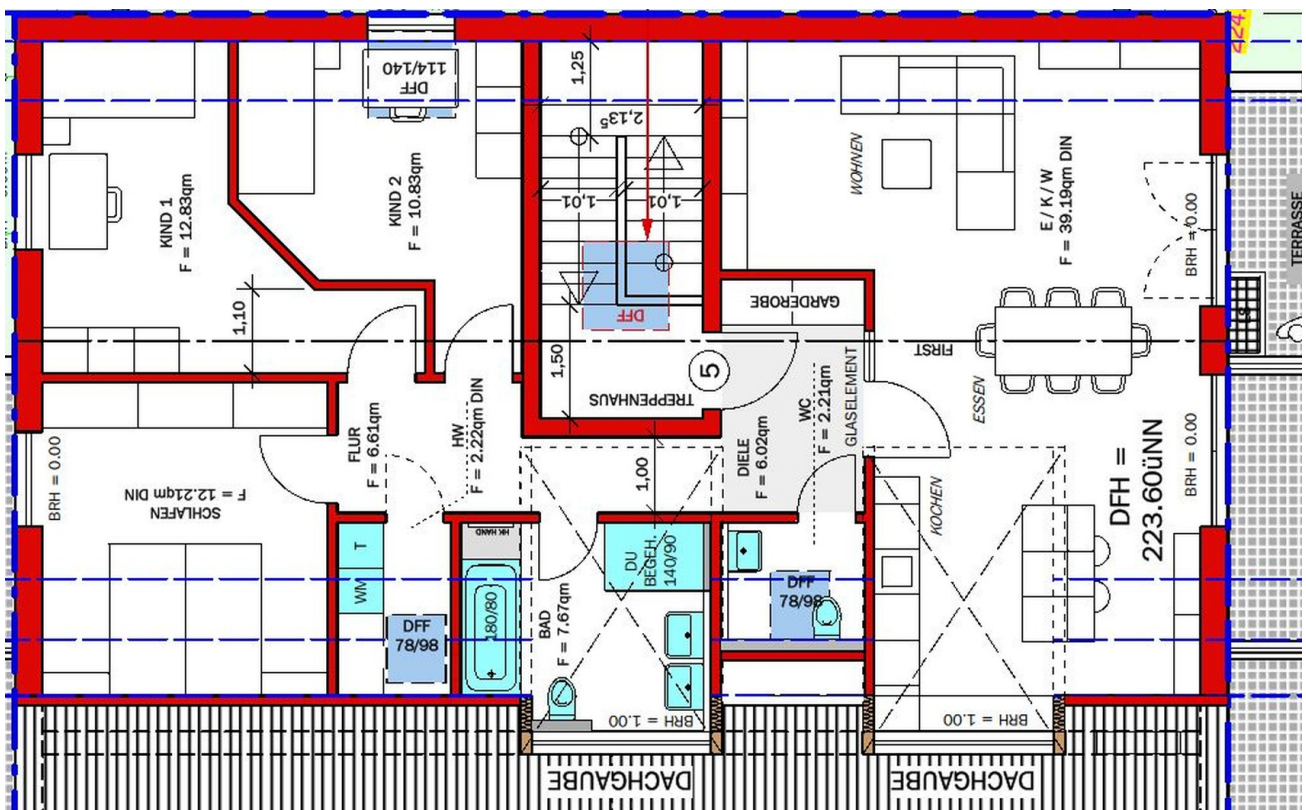 224.
DFF
114/140
1,25
2,13⁵
1,01
1,01
KIND 1
F = 12.83qm
KIND 2
F = 10.83qm
WOHNEN
E / K / W
F = 39.19qm DIN
BRH = 0.00
TERRASSE
GARDEROBE
1,10
DFF
1,50
TREPPENHAUS
5
WC
F = 2.21qm
GLASELEMENT
FIRST
ESSEN
BRH = 0.00
SCHLAFEN
F = 12.21qm DIN
FLUR
F = 6.61qm
HW
F = 2.22qm DIN
1,00
DIELE
F = 6.02qm
KOCHEN
DFH =
223.60üNN
BRH = 0.00
T
WM
DFF
78/98
HK HAND
180/80
BAD
F = 7.67qm
DU
BEGEH.
140/90
DFF
78/98
BRH = 1.00
BRH = 1.00
DACHGAUBE
DACHGAUBE